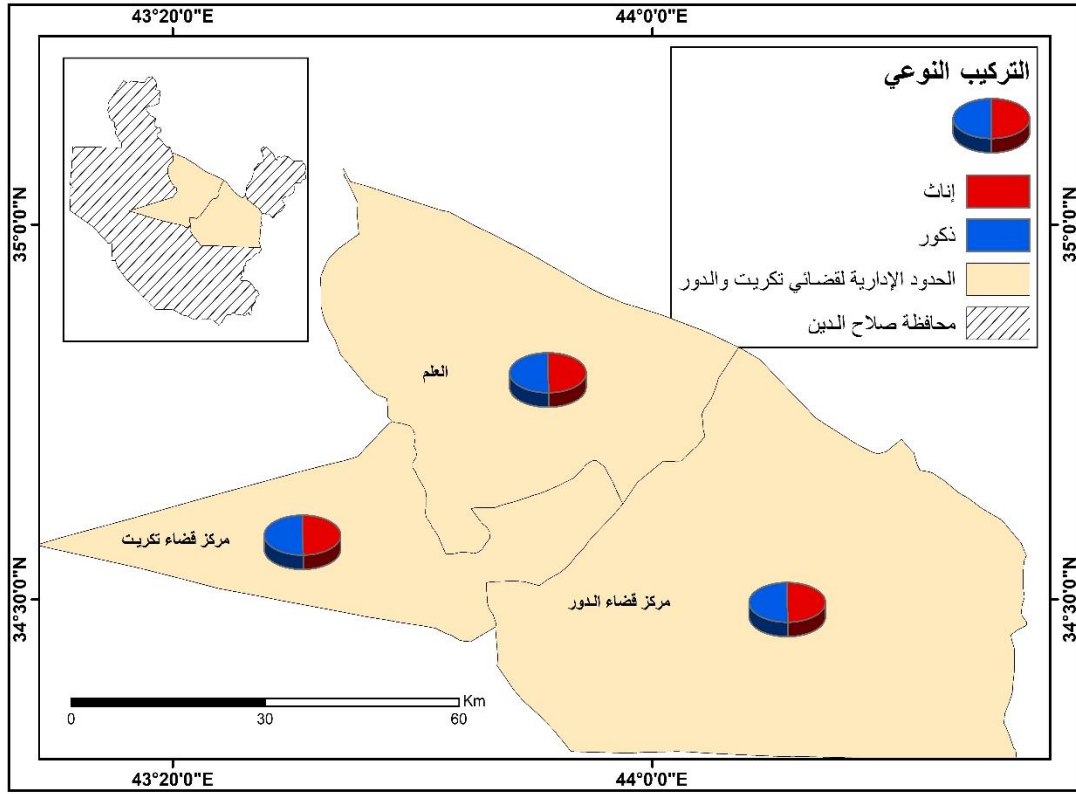 43°20'0"E
44°0'0"E
التركيب النوعي
إناث
ذكور
الحدود الإدارية لقضائي تكريت والدور
محافظة صلاح الدين
35°0'0"N
35°0'0"N
العلم
مركز قضاء تكريت
مركز قضاء الدور
34°30'0"N
34°30'0"N
Km
0
30
60
43°20'0"E
44°0'0"E